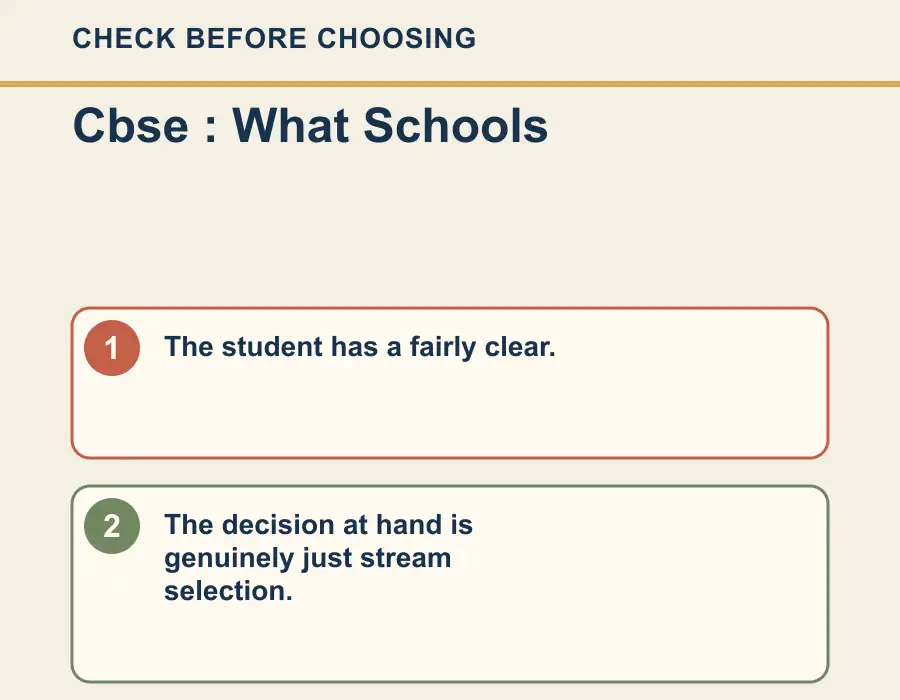 CHECK BEFORE CHOOSING
Cbse : What Schools
1
The student has a fairly clear.
2
The decision at hand is
genuinely just stream
selection.